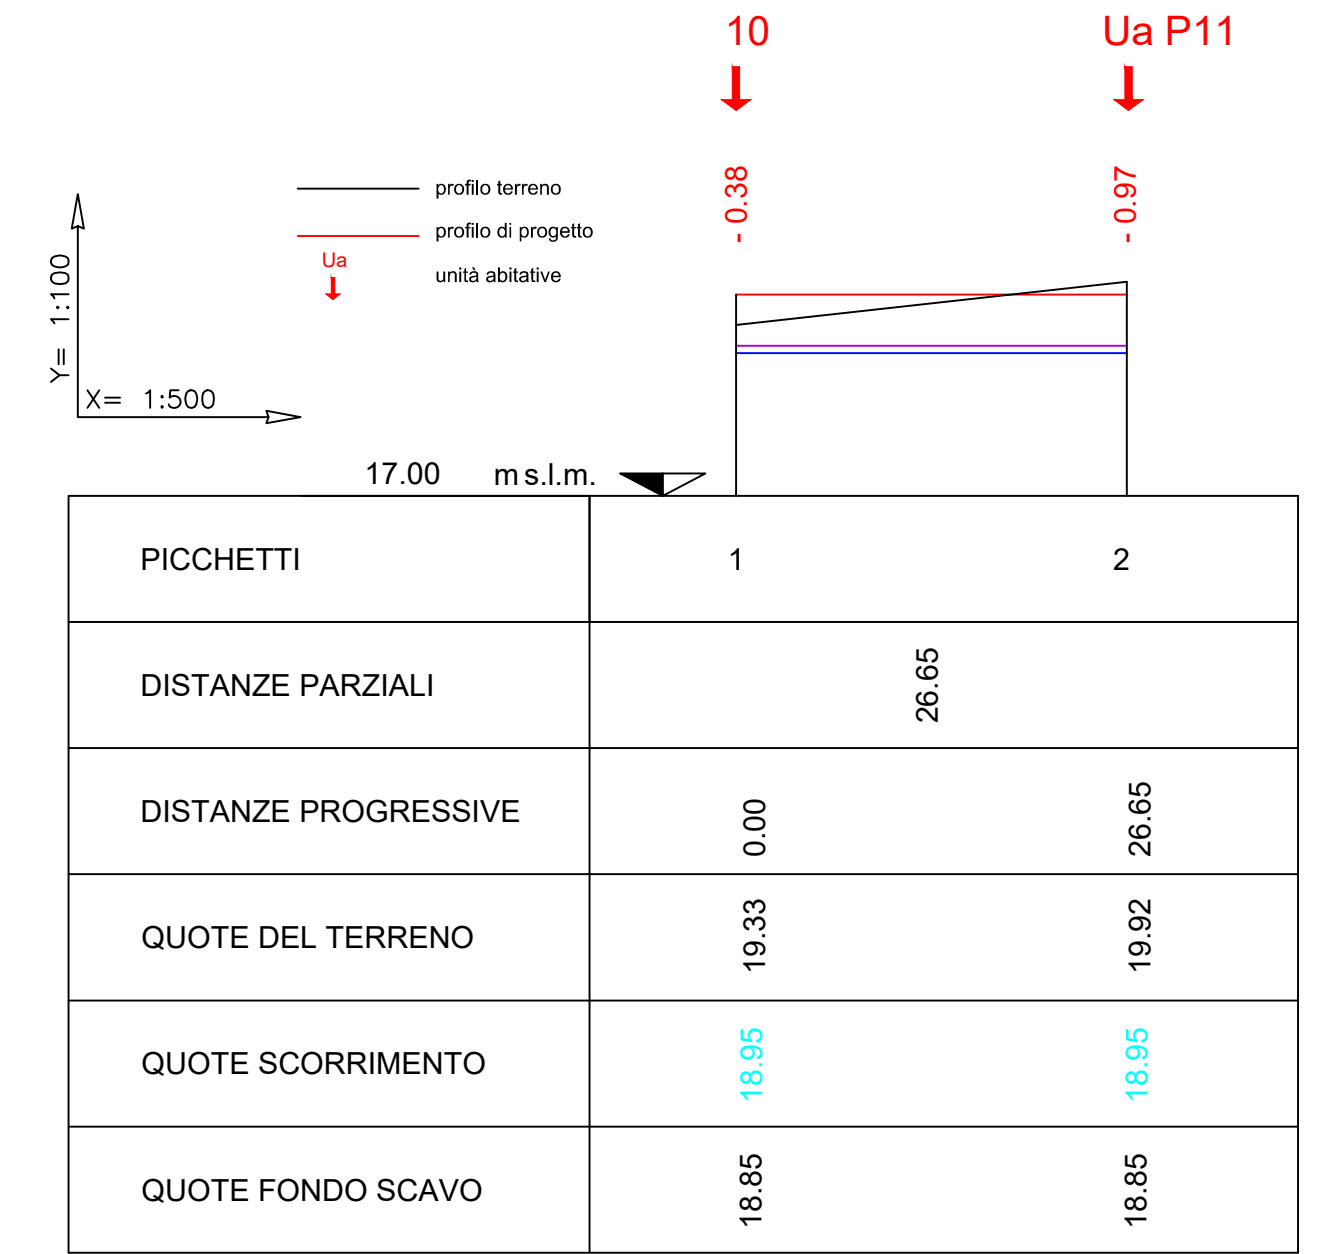 10 Ua P11
- 0.38 - 0.97
profilo terreno
profilo di progetto
Ua
unità abitative
Y= 1:100
X= 1:500
17.00 m s.l.m.
PICCHETTI 1 2
DISTANZE PARZIALI 26.65
DISTANZE PROGRESSIVE 0.00 26.65
QUOTE DEL TERRENO 19.33 19.92
QUOTE SCORRIMENTO 18.95 18.95
QUOTE FONDO SCAVO 18.85 18.85